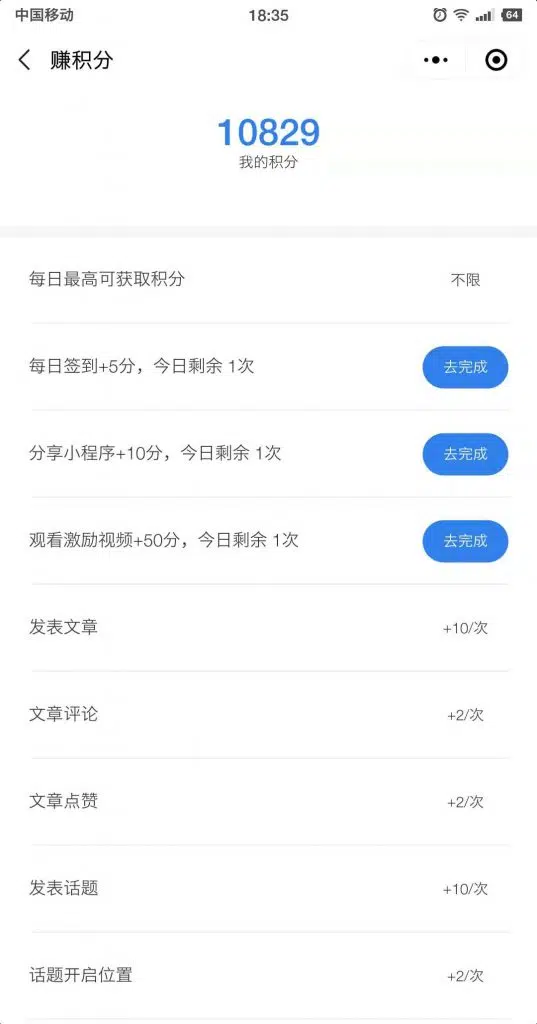 中国移动 18:35 64
赚积分
10829
我的积分
每日最高可获取积分 不限
每日签到+5分，今日剩余 1次 去完成
分享小程序+10分，今日剩余 1次 去完成
观看激励视频+50分，今日剩余 1次 去完成
发表文章 +10/次
文章评论 +2/次
文章点赞 +2/次
发表话题 +10/次
话题开启位置 +2/次